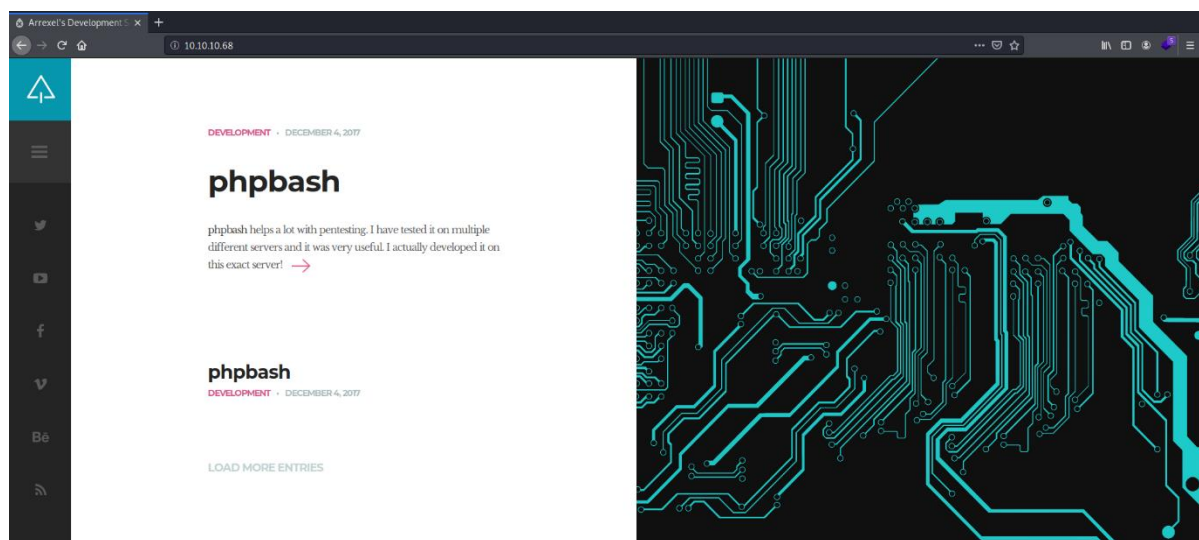 Arrexel's Development S
10.10.10.68
5
DEVELOPMENT • DECEMBER 4, 2017
phpbash
phpbash helps a lot with pentesting. I have tested it on multiple
different servers and it was very useful. I actually developed it on
this exact server!
phpbash
DEVELOPMENT • DECEMBER 4, 2017
Bē
LOAD MORE ENTRIES